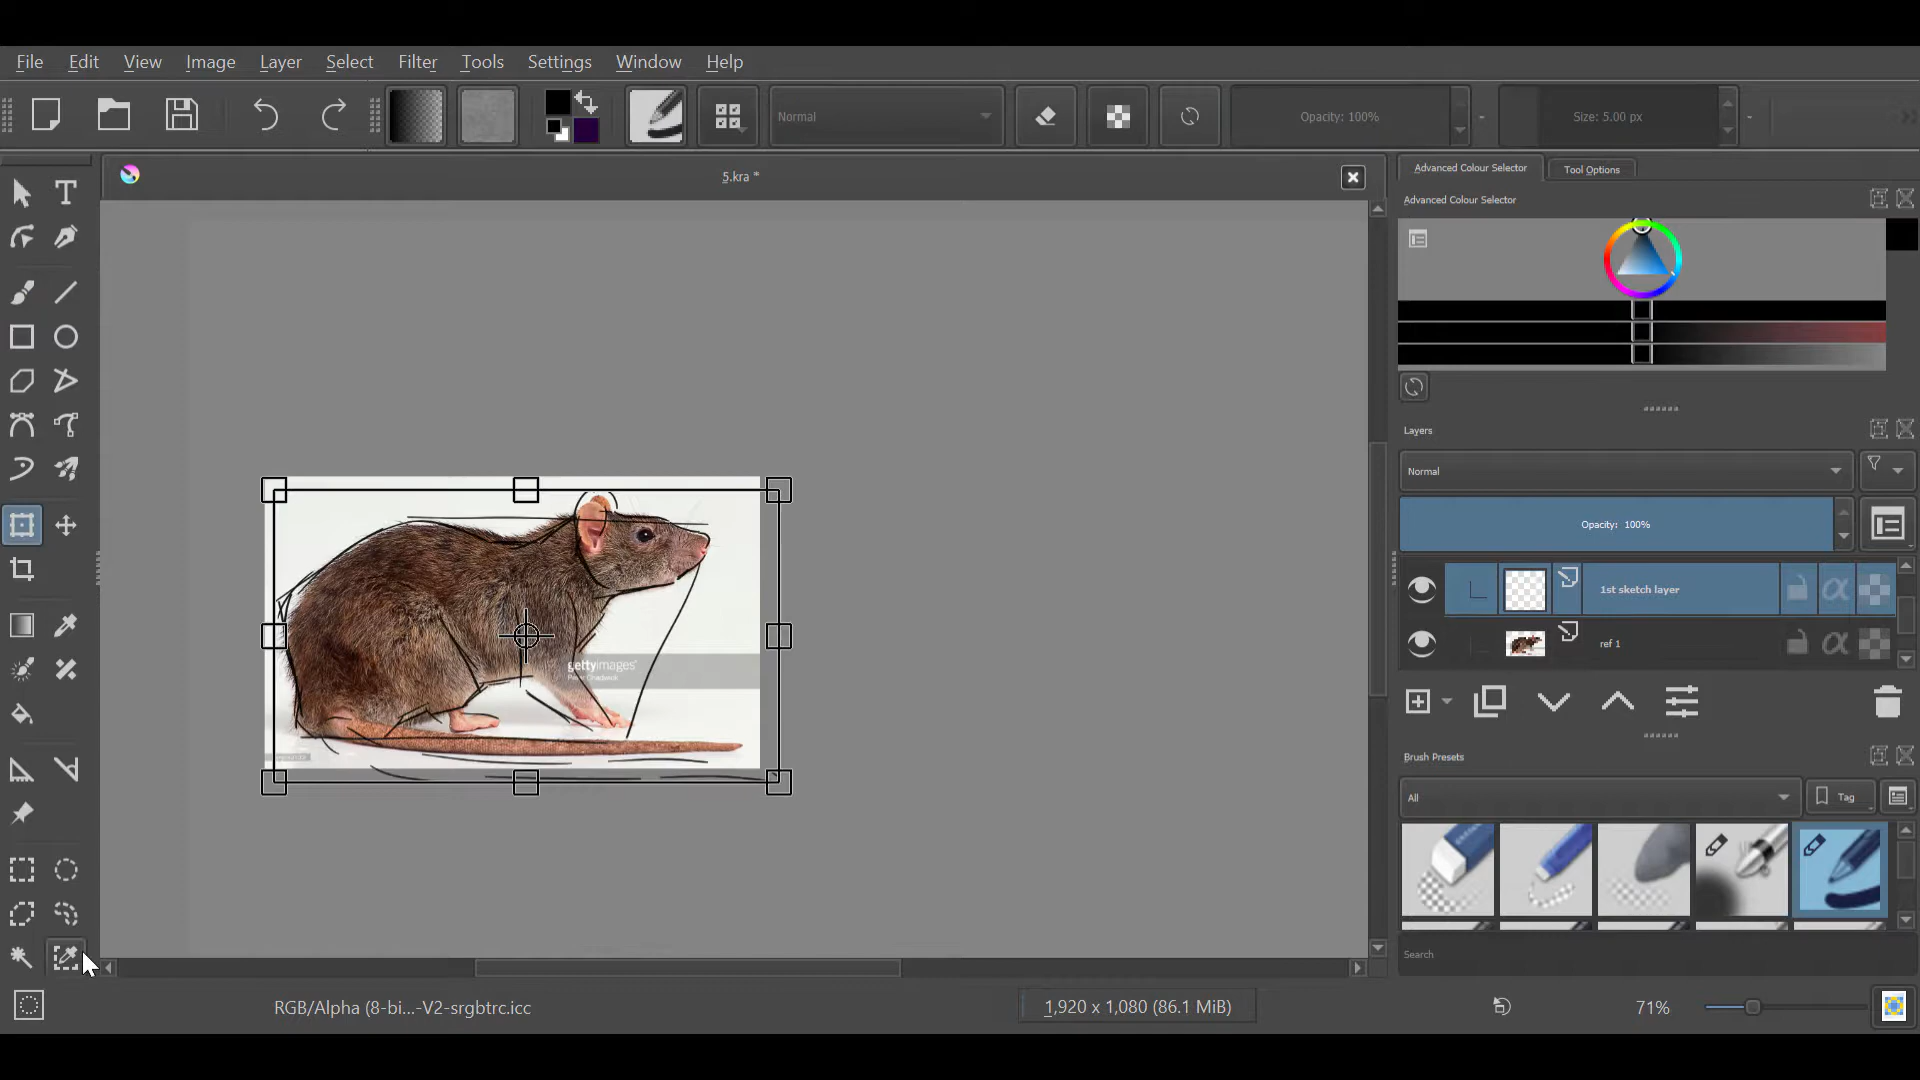 File Edit View Image Layer Select Filter Tools Settings Window Help
Normal
Opacity: 100%
Size: 5.00 px
5.kra *
Advanced Colour Selector
Tool Options
Advanced Colour Selector
Layers
Normal
Opacity: 100%
1st sketch layer
ref 1
gettyimages
Peter Chadwick
Brush Presets
All
Tag
Search
RGB/Alpha (8-bi...-V2-srgbtrc.icc
1,920 x 1,080 (86.1 MiB)
71%